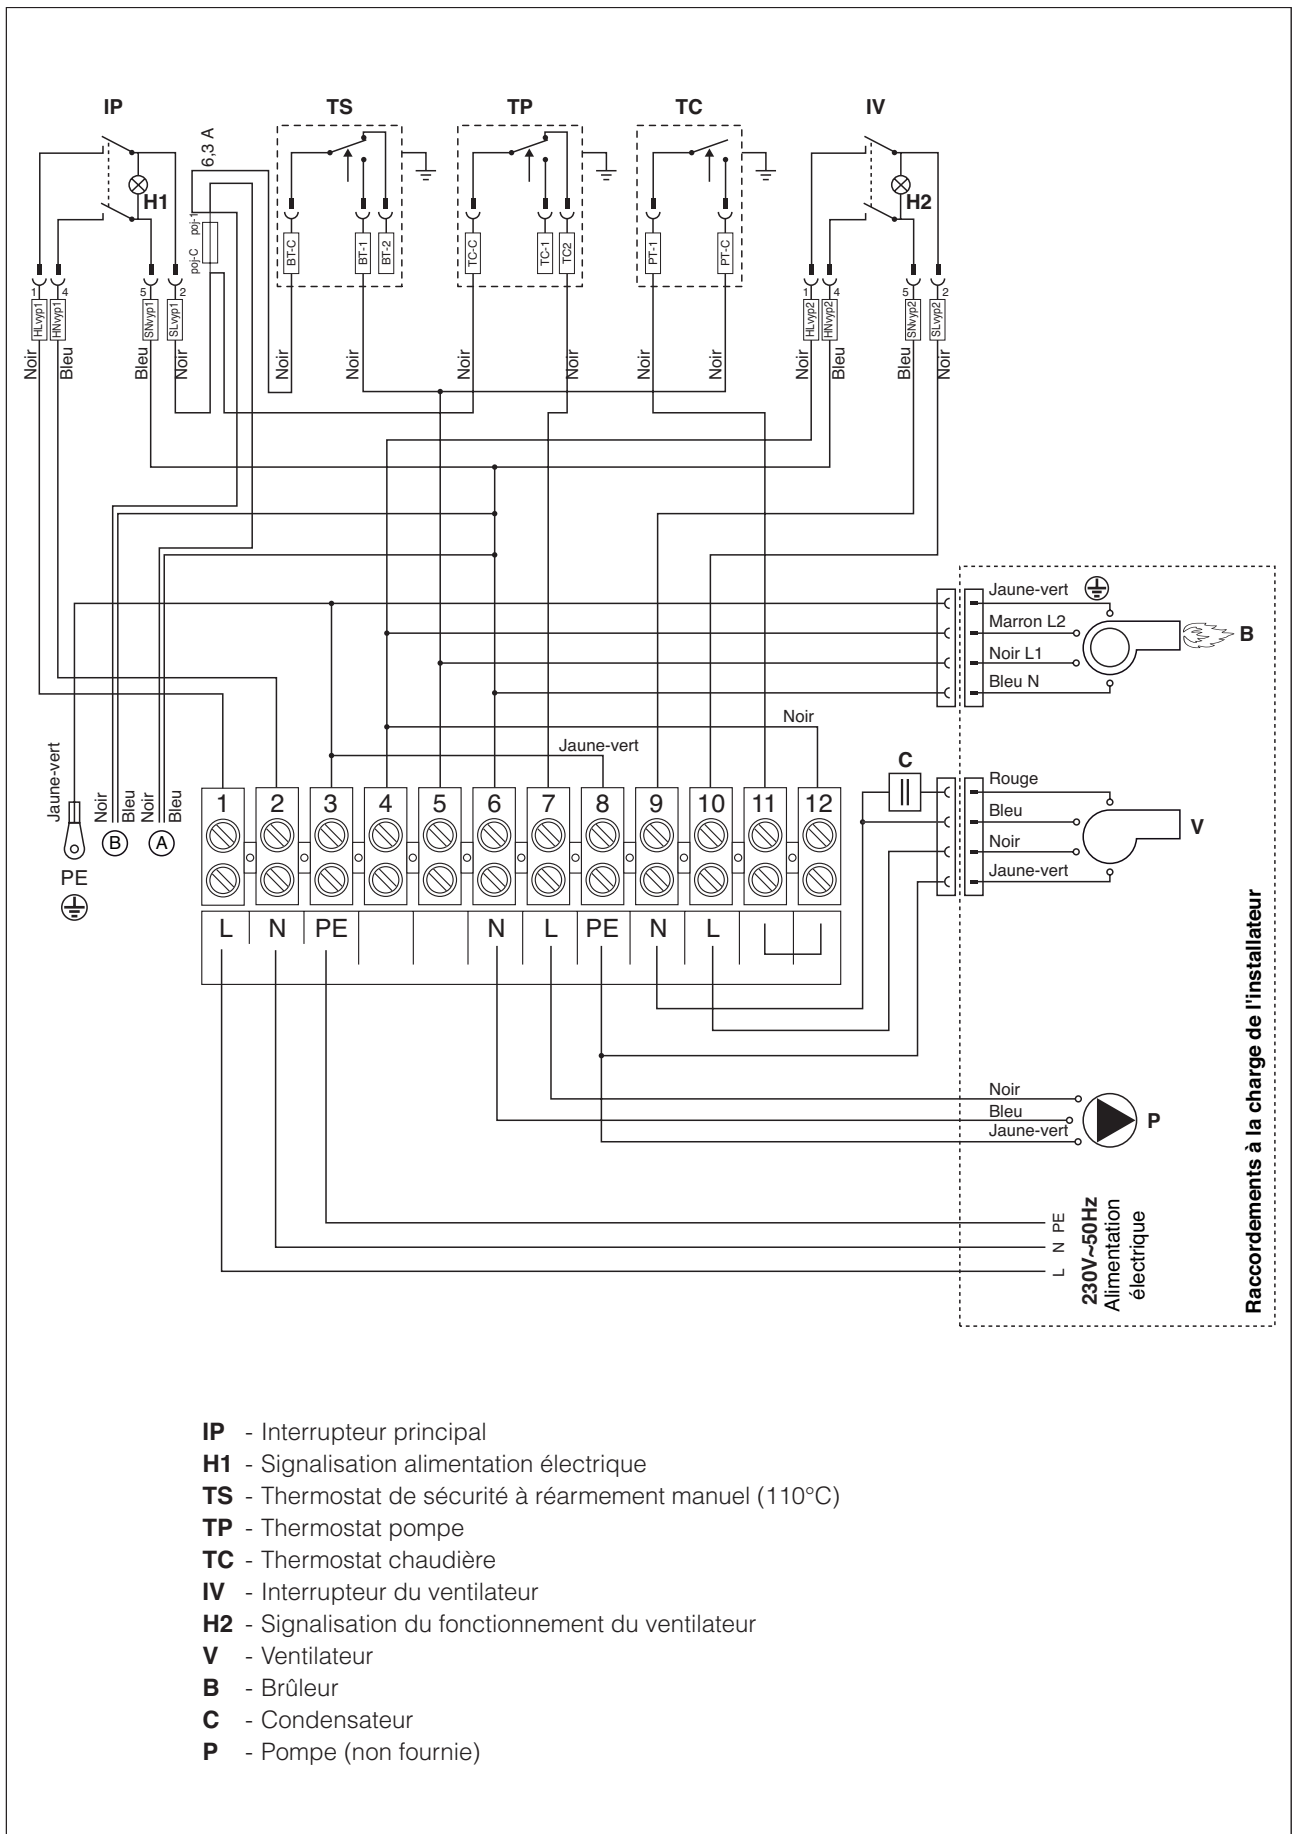 IP
TS
TP
TC
IV
6,3 A
H1
H2
poj-1
poj-C
BT-C
BT-1
BT-2
TC-C
TC-1
TC2
PT-1
PT-C
1
4
5
2
1
4
5
2
HLvyp1
HNvyp1
SNvyp1
SLvyp1
HLvyp2
HNvyp2
SNvyp2
SLvyp2
Noir
Bleu
Bleu
Noir
Noir
Noir
Noir
Noir
Noir
Noir
Noir
Bleu
Bleu
Noir
Jaune-vert
Marron L2
Noir L1
Bleu N
B
Noir
Jaune-vert
Jaune-vert
Noir
Bleu
Noir
Bleu
B
A
PE
1 2 3 4 5 6 7 8 9 10 11 12
L N PE N L PE N L
C
Rouge
Bleu
Noir
Jaune-vert
V
Noir
Bleu
Jaune-vert
P
L N PE
230V~50Hz
Alimentation
électrique
Raccordements à la charge de l'installateur
IP - Interrupteur principal
H1 - Signalisation alimentation électrique
TS - Thermostat de sécurité à réarmement manuel (110°C)
TP - Thermostat pompe
TC - Thermostat chaudière
IV - Interrupteur du ventilateur
H2 - Signalisation du fonctionnement du ventilateur
V - Ventilateur
B - Brûleur
C - Condensateur
P - Pompe (non fournie)